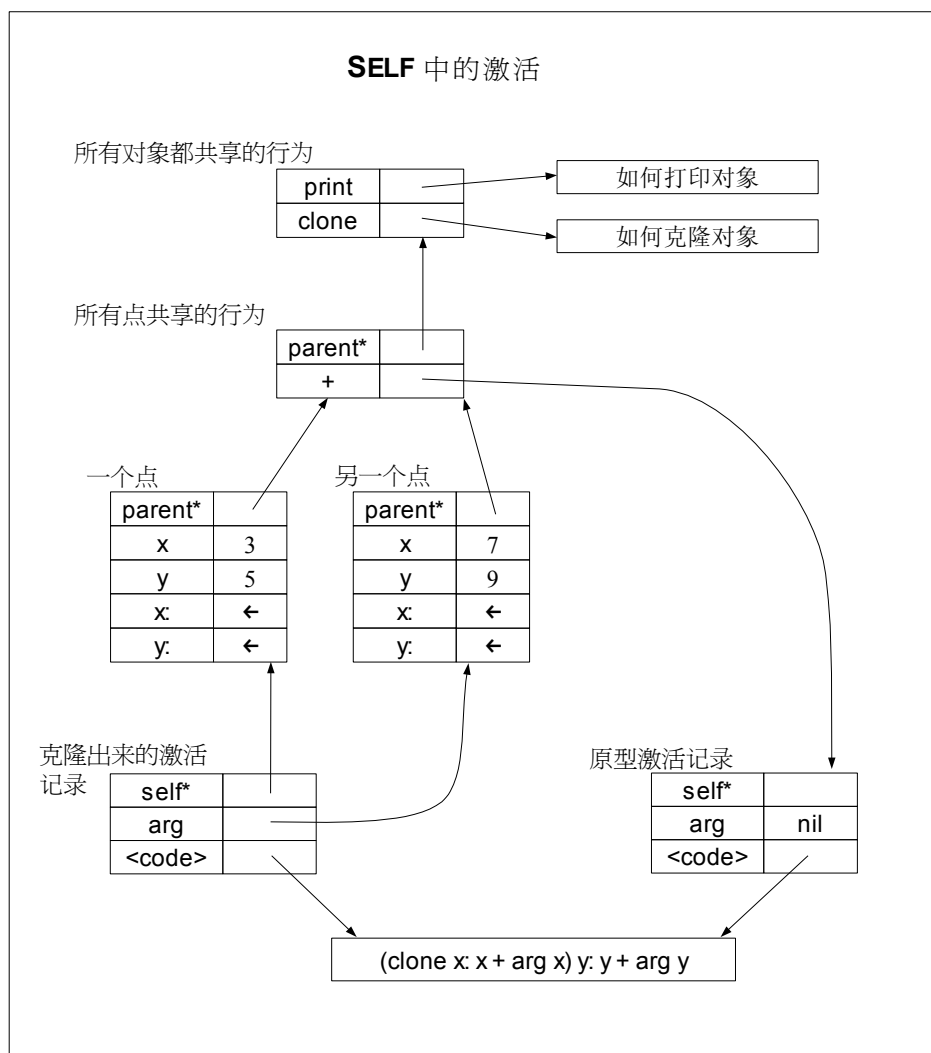 SELF 中的激活
所有对象都共享的行为
print
如何打印对象
clone
如何克隆对象
所有点共享的行为
parent*
+
一个点
parent*
x 3
y 5
x: ←
y: ←
另一个点
parent*
x 7
y 9
x: ←
y: ←
克隆出来的激活
记录
self*
arg
<code>
原型激活记录
self*
arg nil
<code>
(clone x: x + arg x) y: y + arg y